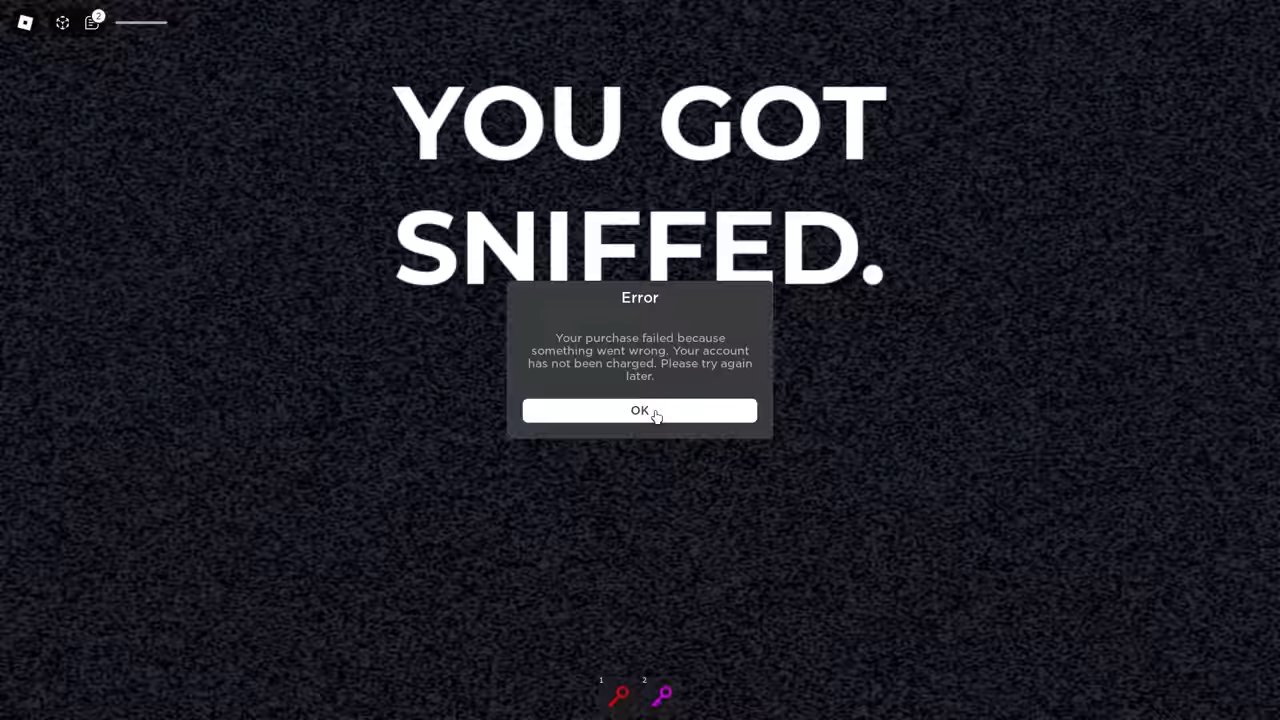 2
YOU GOT
SNIFFED.
Error
Your purchase failed because
something went wrong. Your account
has not been charged. Please try again
later.
OK
1
2